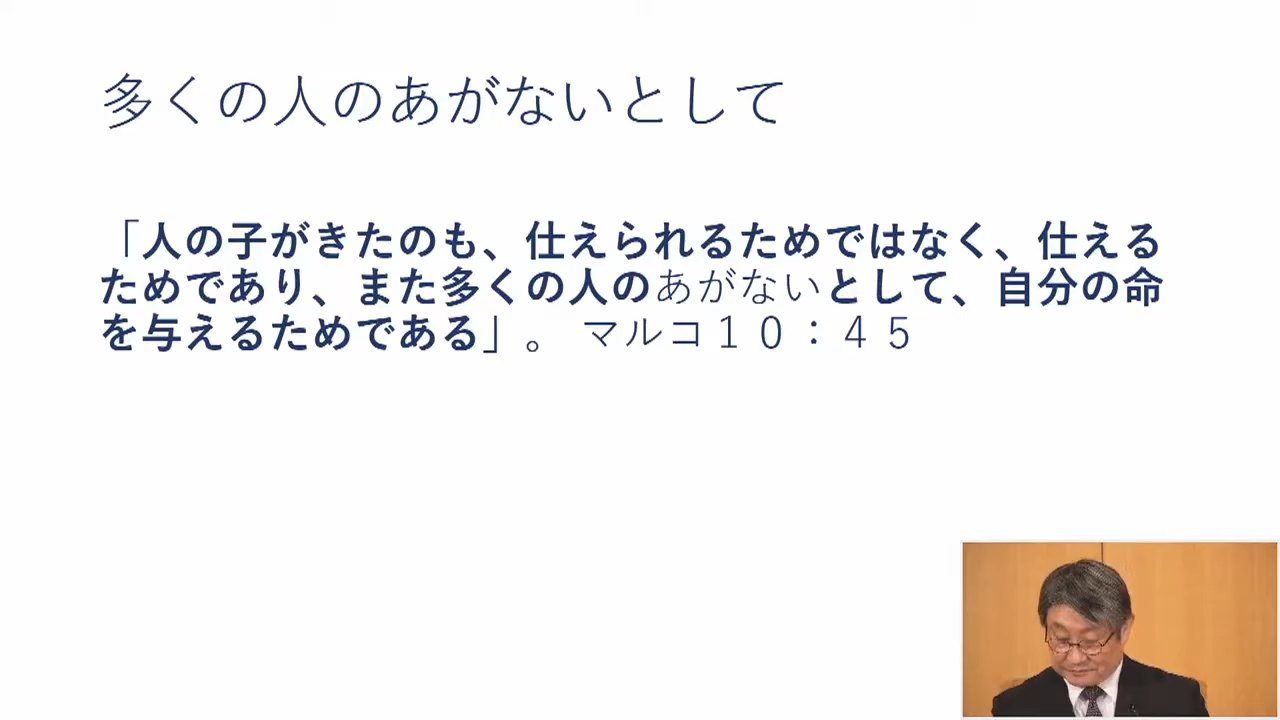 多くの人のあがないとして
「人の子がきたのも、仕えられるためではなく、仕える
ためであり、また多くの人のあがないとして、自分の命
を与えるためである」。 マルコ１０：４５